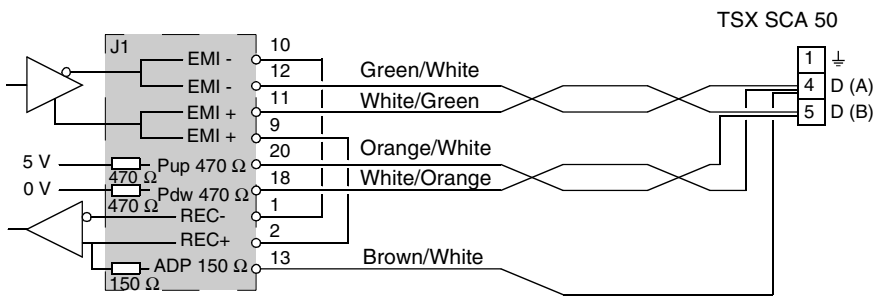 TSX SCA 50
J1
EMI - 10
EMI - 12 Green/White
EMI + 11 White/Green
EMI + 9
5 V 470 Ω Pup 470 Ω 20 Orange/White
0 V 470 Ω Pdw 470 Ω 18 White/Orange
REC- 1
REC+ 2
150 Ω ADP 150 Ω 13 Brown/White
1
4 D (A)
5 D (B)